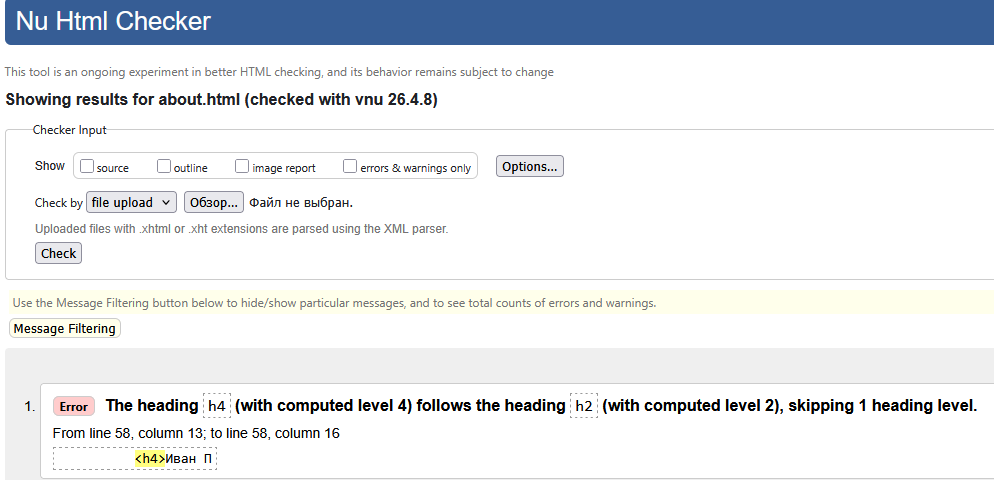 Nu Html Checker
This tool is an ongoing experiment in better HTML checking, and its behavior remains subject to change
Showing results for about.html (checked with vnu 26.4.8)
Checker Input
Show source outline image report errors & warnings only Options...
Check by file upload Обзор... Файл не выбран.
Uploaded files with .xhtml or .xht extensions are parsed using the XML parser.
Check
Use the Message Filtering button below to hide/show particular messages, and to see total counts of errors and warnings.
Message Filtering
1. Error The heading h4 (with computed level 4) follows the heading h2 (with computed level 2), skipping 1 heading level.
From line 58, column 13; to line 58, column 16
<h4>Иван П